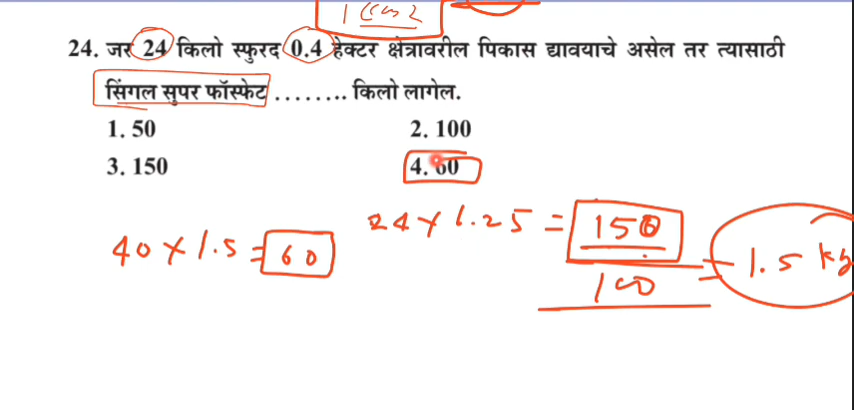 24. जर 24 किलो स्फुरद 0.4 हेक्टर क्षेत्रावरील पिकास द्यावयाचे असेल तर त्यासाठी
सिंगल सुपर फॉस्फेट ........ किलो लागेल.
1. 50
2. 100
3. 150
4. 60
24 × 6.25 = 150
100
= 1.5 kg
40 × 1.5 = 60